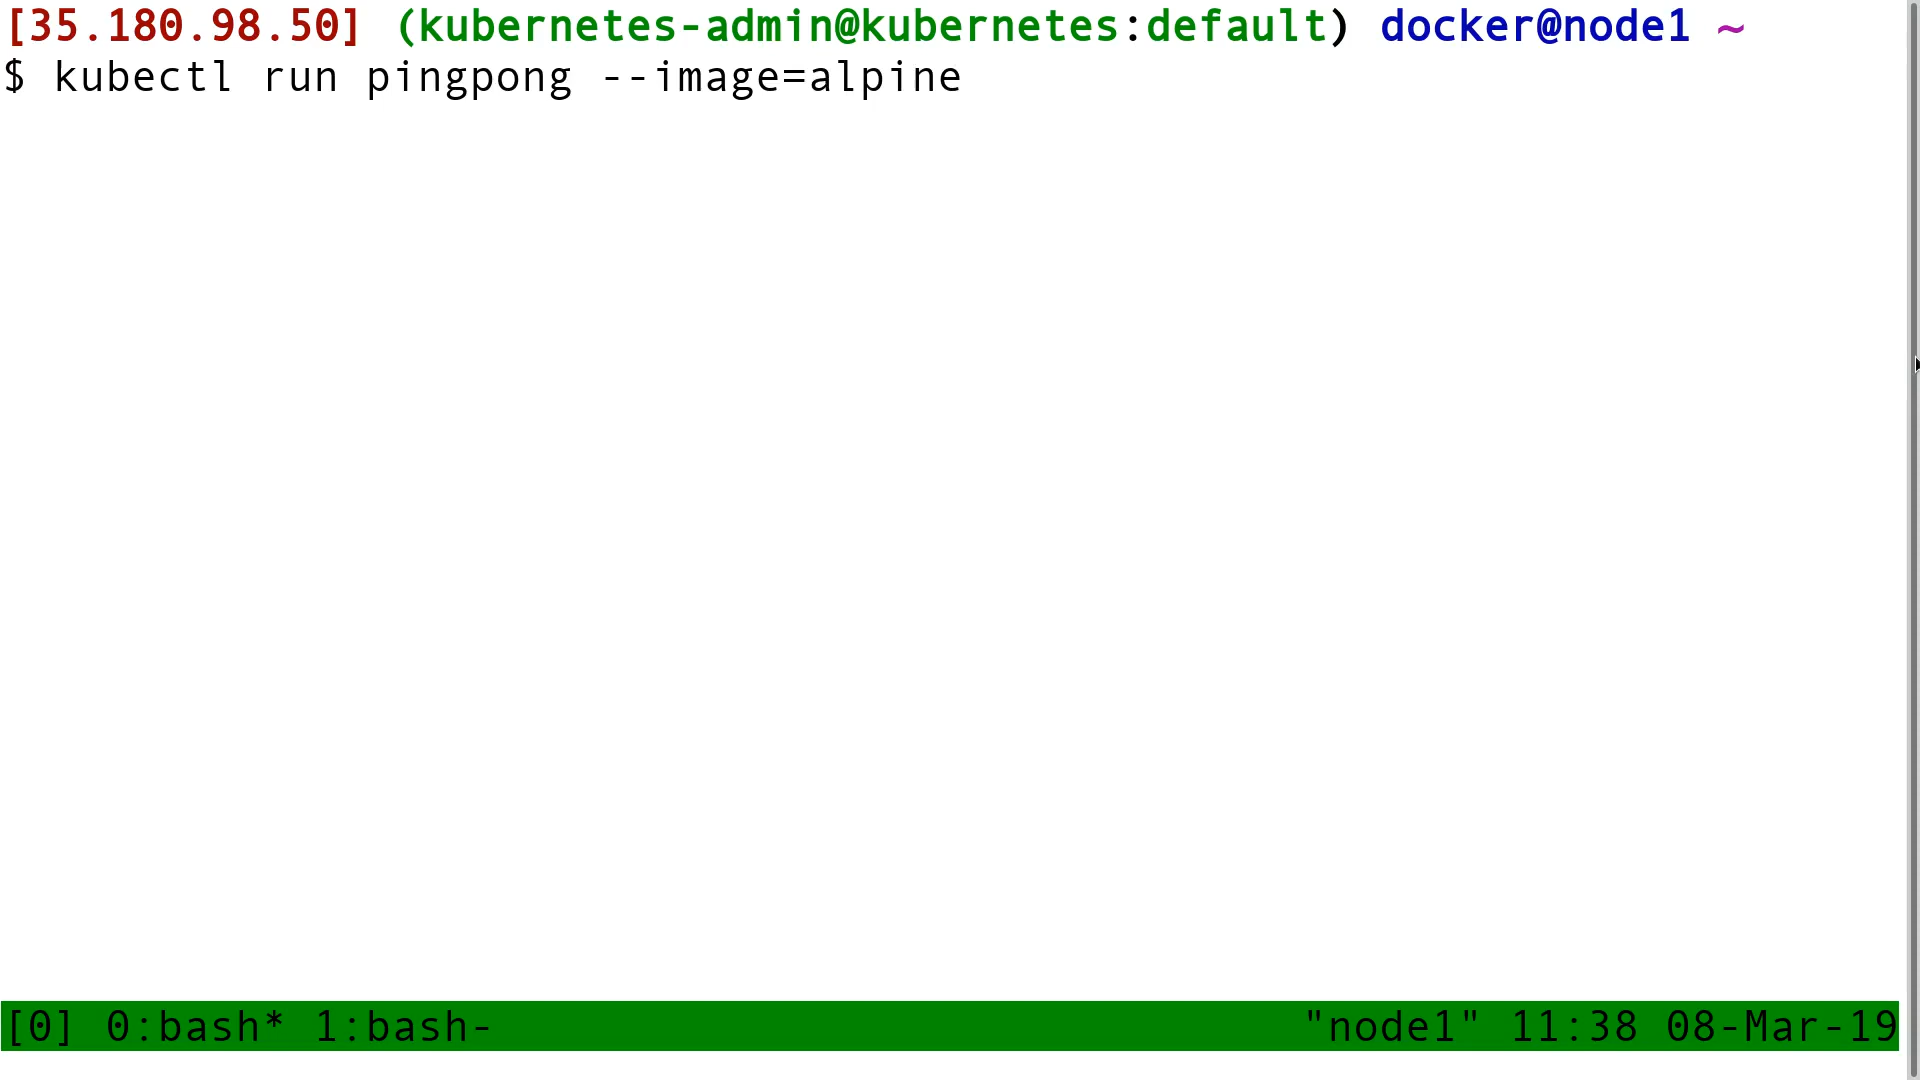 [35.180.98.50] (kubernetes-admin@kubernetes:default) docker@node1 ~
$ kubectl run pingpong --image=alpine
[0] 0:bash* 1:bash- "node1" 11:38 08-Mar-19